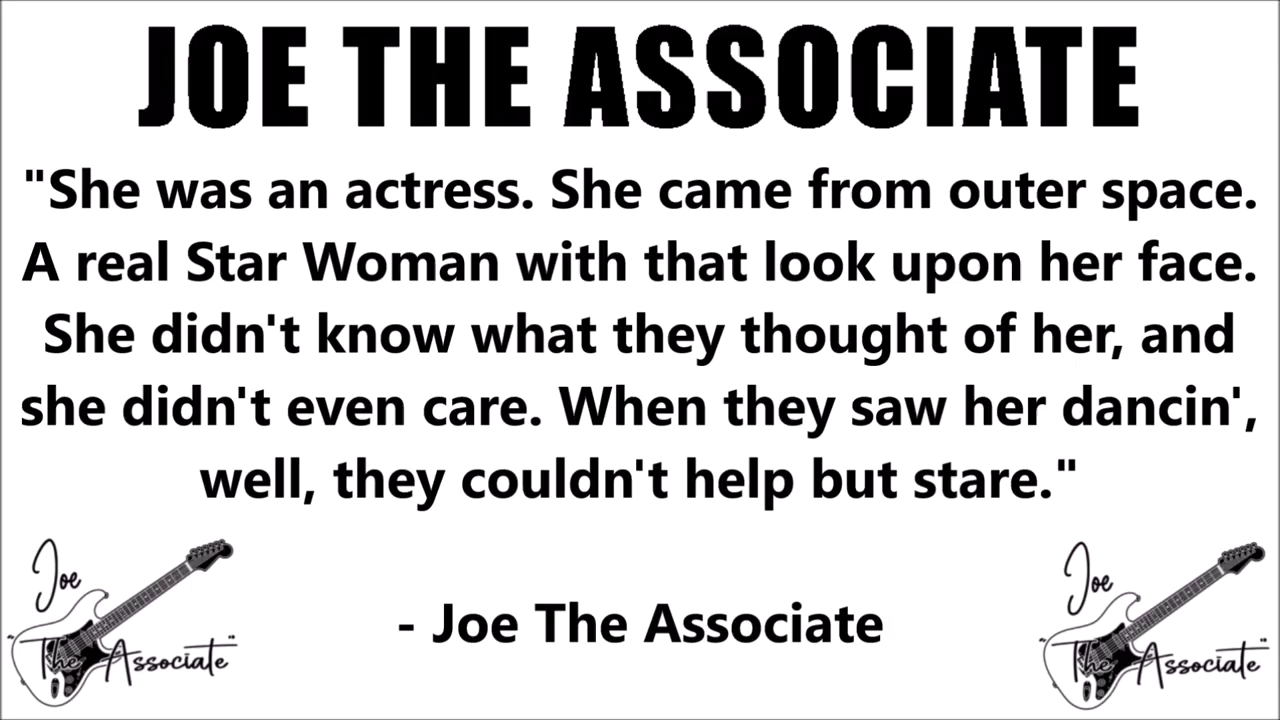 JOE THE ASSOCIATE
"She was an actress. She came from outer space.
A real Star Woman with that look upon her face.
She didn't know what they thought of her, and
she didn't even care. When they saw her dancin',
well, they couldn't help but stare."
- Joe The Associate
Joe
"The Associate"
Joe
"The Associate"